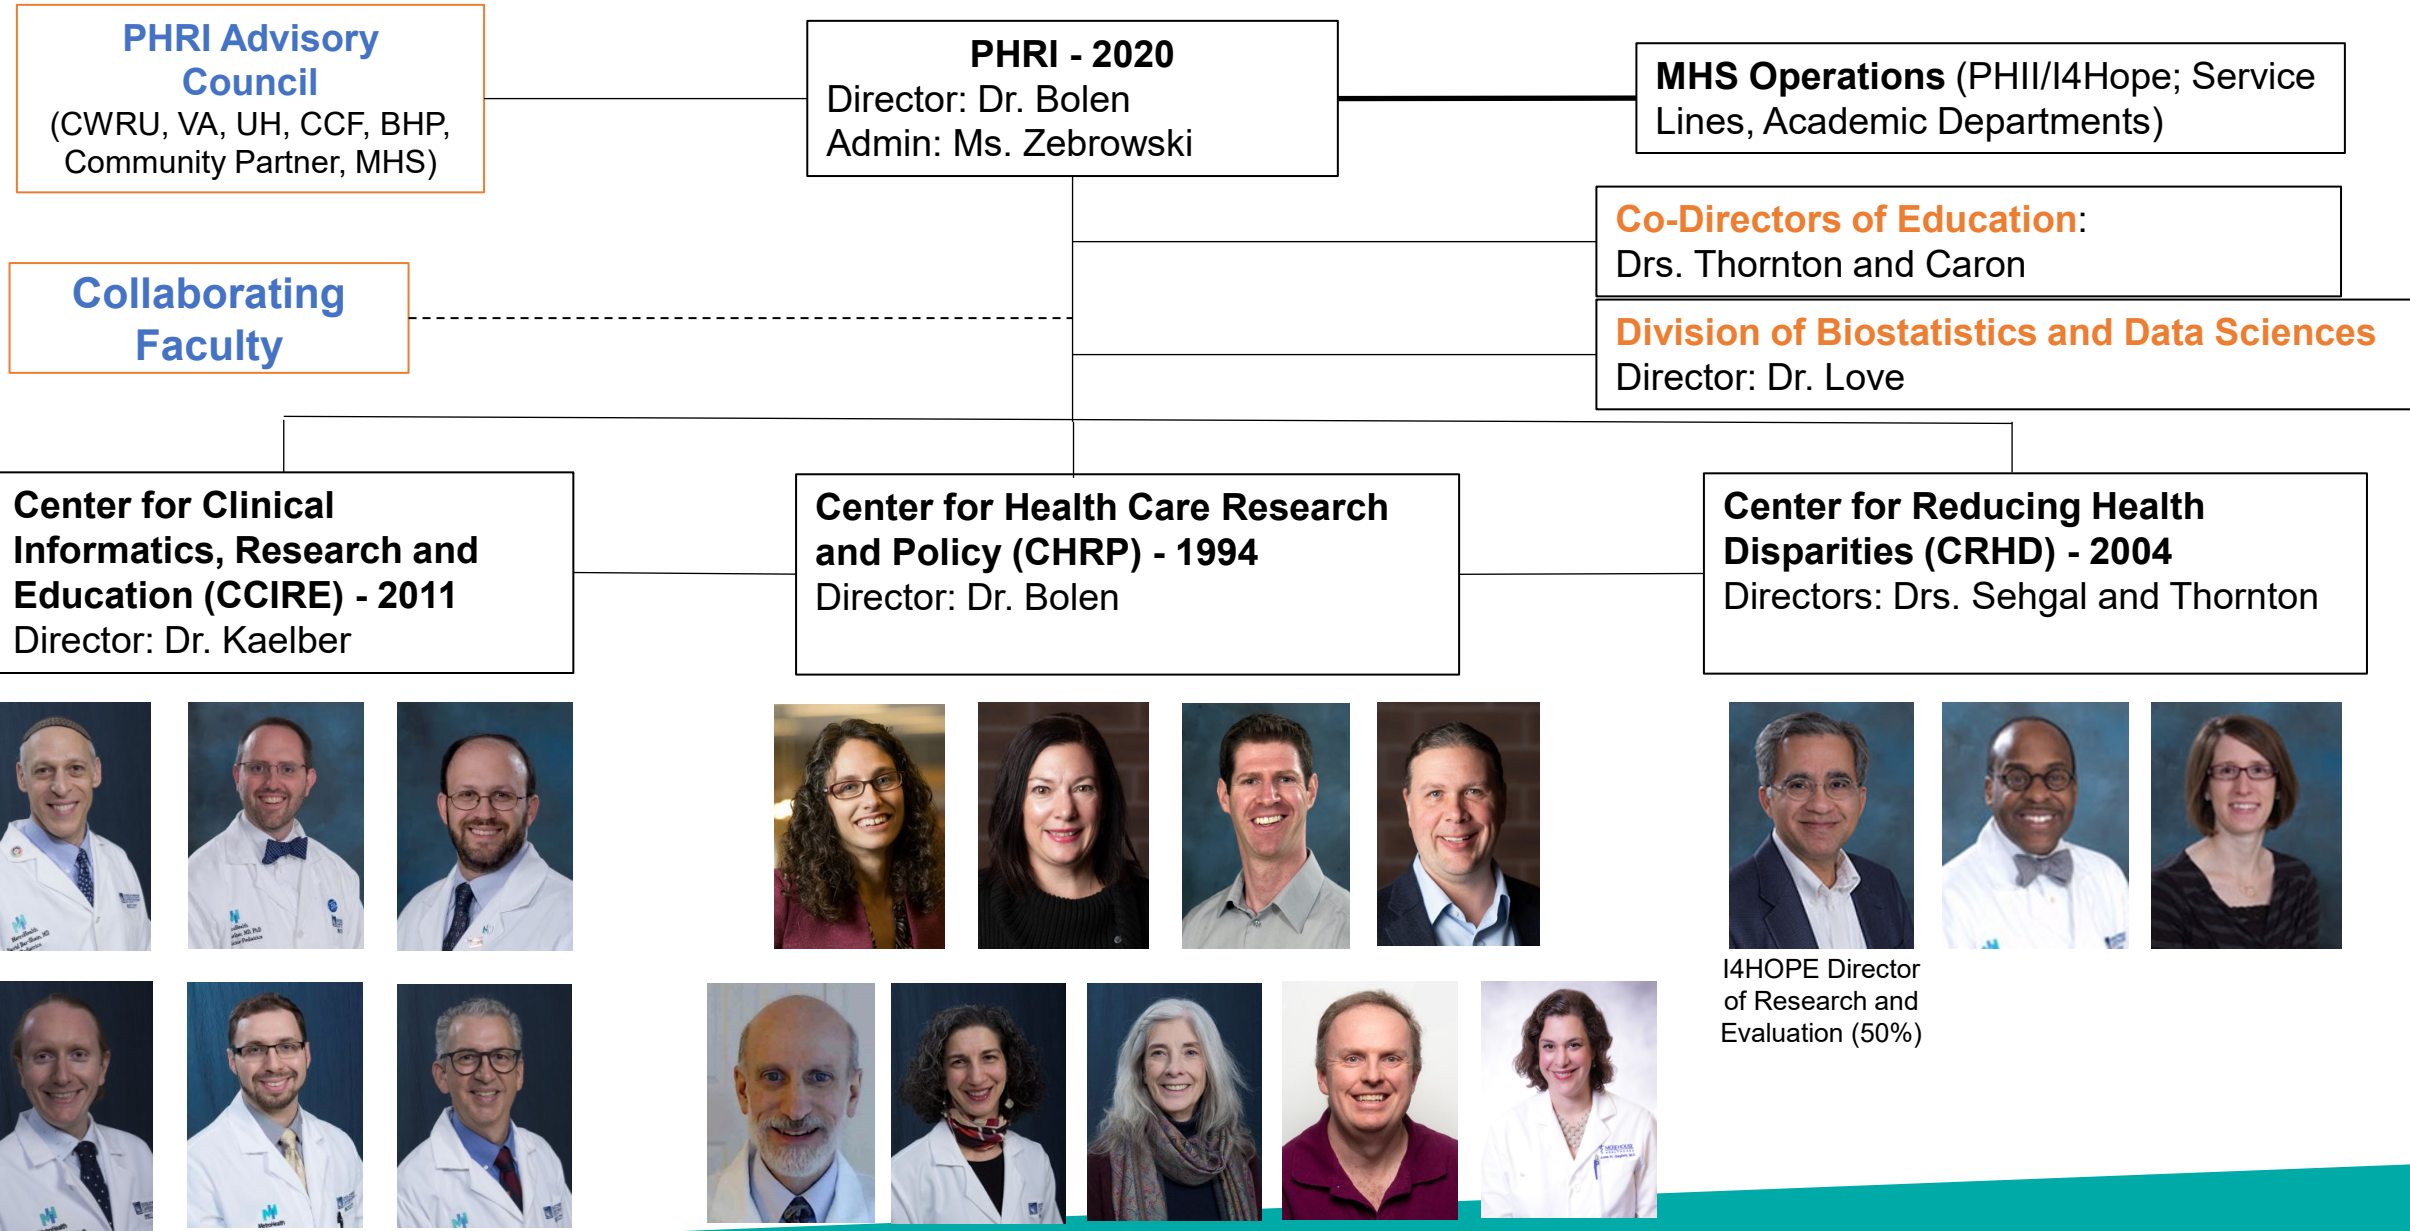 PHRI Advisory
Council
(CWRU, VA, UH, CCF, BHP,
Community Partner, MHS)
PHRI - 2020
Director: Dr. Bolen
Admin: Ms. Zebrowski
MHS Operations (PHII/I4Hope; Service
Lines, Academic Departments)
Co-Directors of Education:
Drs. Thornton and Caron
Collaborating
Faculty
Division of Biostatistics and Data Sciences
Director: Dr. Love
Center for Clinical
Informatics, Research and
Education (CCIRE) - 2011
Director: Dr. Kaelber
Center for Health Care Research
and Policy (CHRP) - 1994
Director: Dr. Bolen
Center for Reducing Health
Disparities (CRHD) - 2004
Directors: Drs. Sehgal and Thornton
I4HOPE Director
of Research and
Evaluation (50%)
MetroHealth